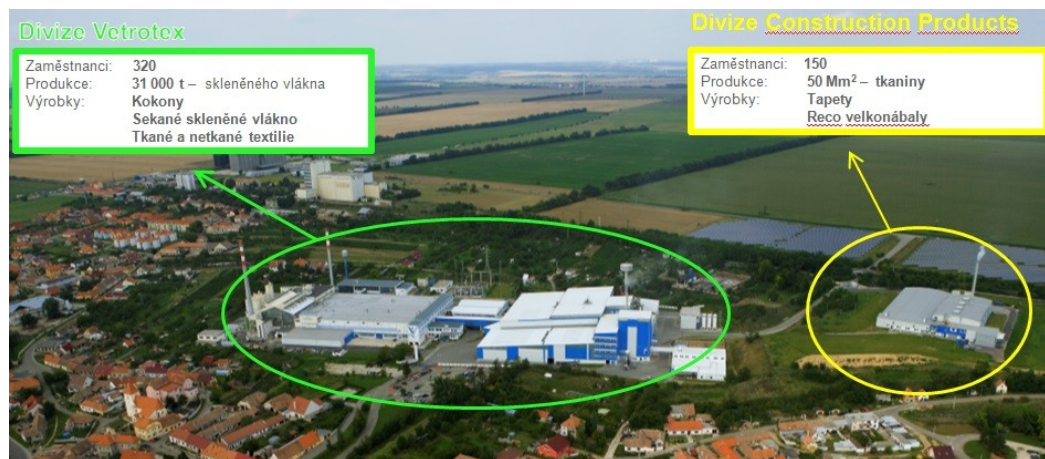 Divize Vetrotex
Zaměstnanci: 320
Produkce: 31 000 t – skleněného vlákna
Výrobky: Kokony
Sekané skleněné vlákno
Tkané a netkané textilie
Divize Construction Products
Zaměstnanci: 150
Produkce: 50 Mm² – tkaniny
Výrobky: Tapety
Reco velkonábaly